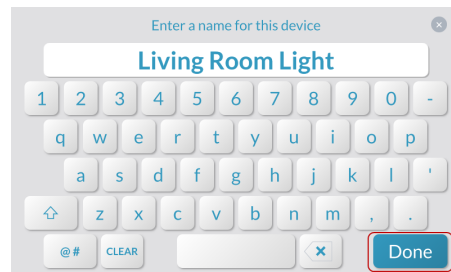 Enter a name for this device
Living Room Light
1 2 3 4 5 6 7 8 9 0 -
q w e r t y u i o p
a s d f g h j k l '
z x c v b n m , .
@ # CLEAR Done